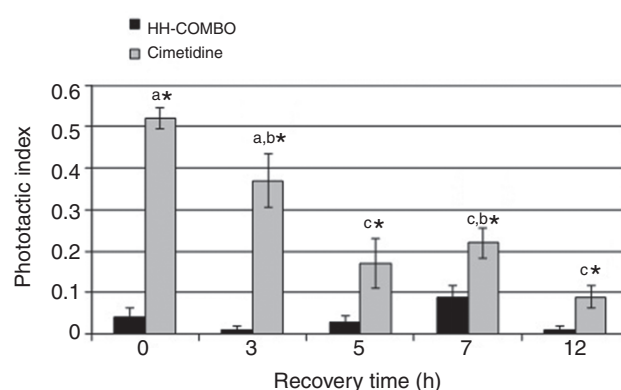 HH-COMBO
Cimetidine
0.6
0.5
0.4
0.3
0.2
0.1
0
Phototactic index
a*
a,b*
c*
c,b*
c*
0 3 5 7 12
Recovery time (h)